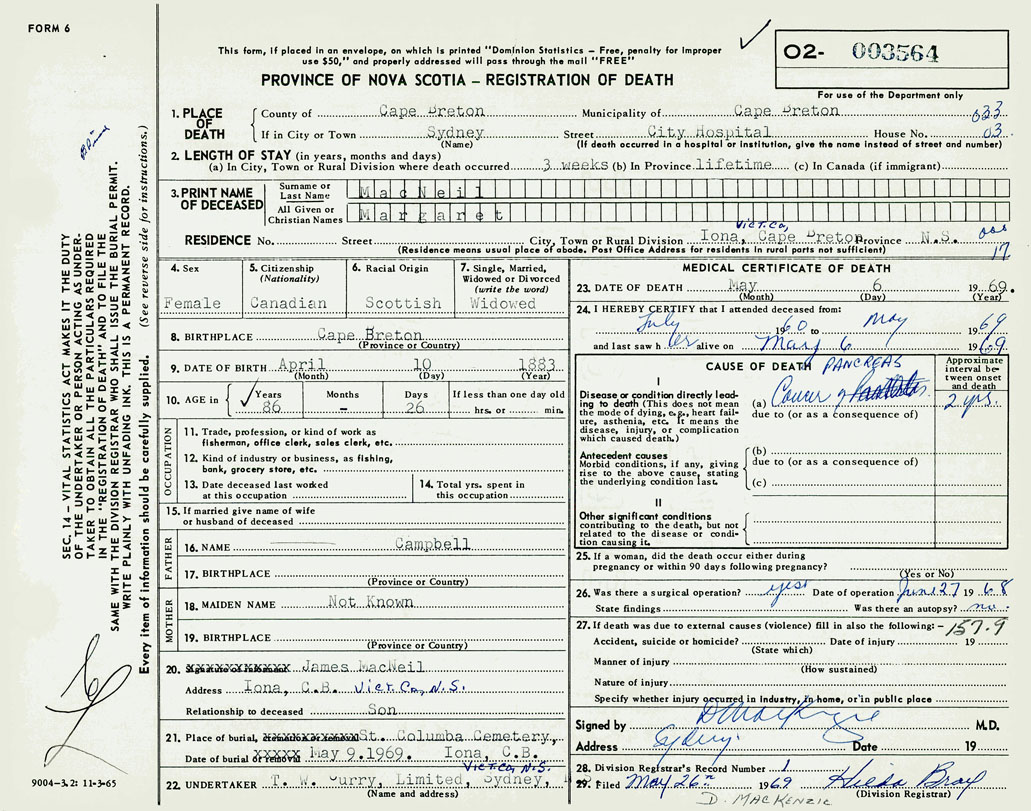 FORM 6
This form, if placed in an envelope, on which is printed "Dominion Statistics – Free, penalty for improper
use $50," and properly addressed will pass through the mail "FREE"
PROVINCE OF NOVA SCOTIA – REGISTRATION OF DEATH
02- 003564
For use of the Department only
SEC. 14 – VITAL STATISTICS ACT MAKES IT THE DUTY
OF THE UNDERTAKER OR PERSON ACTING AS UNDER-
TAKER TO OBTAIN ALL THE PARTICULARS REQUIRED
IN THE "REGISTRATION OF DEATH" AND TO FILE THE
SAME WITH THE DIVISION REGISTRAR WHO SHALL ISSUE THE BURIAL PERMIT.
WRITE PLAINLY WITH UNFADING INK. THIS IS A PERMANENT RECORD.
Every item of information should be carefully supplied. (See reverse side for instructions.)
1. PLACE OF DEATH
County of Cape Breton Municipality of Cape Breton 033
If in City or Town Sydney Street City Hospital House No. 03
(Name) (If death occurred in a hospital or institution, give the name instead of street and number)
2. LENGTH OF STAY (in years, months and days)
(a) In City, Town or Rural Division where death occurred 3 weeks (b) In Province lifetime (c) In Canada (if immigrant)
3. PRINT NAME OF DECEASED
Surname or Last Name MacNeil
All Given or Christian Names Margaret
Vict. Co,
RESIDENCE No. Street City, Town or Rural Division Iona, Cape Breton Province N.S.
(Residence means usual place of abode. Post Office Address for residents in rural parts not sufficient) 17
4. Sex Female
5. Citizenship (Nationality) Canadian
6. Racial Origin Scottish
7. Single, Married, Widowed or Divorced (write the word) Widowed
8. BIRTHPLACE Cape Breton
(Province or Country)
9. DATE OF BIRTH April 10 1883
(Month) (Day) (Year)
10. AGE in Years 86 Months – Days 26 If less than one day old hrs. or min.
OCCUPATION
11. Trade, profession, or kind of work as
fisherman, office clerk, sales clerk, etc.
12. Kind of industry or business, as fishing,
bank, grocery store, etc.
13. Date deceased last worked
at this occupation
14. Total yrs. spent in
this occupation
15. If married give name of wife
or husband of deceased
FATHER
16. NAME Campbell
17. BIRTHPLACE
(Province or Country)
MOTHER
18. MAIDEN NAME Not Known
19. BIRTHPLACE
(Province or Country)
20. Signature of informant James MacNeil
Address Iona, C.B. Vict. Co, N.S.
Relationship to deceased Son
21. Place of burial, cremation or removal St. Columba Cemetery,
Date of burial or removal xxxxx May 9.1969. Iona, C.B.
Vict. Co, N.S.
22. UNDERTAKER T. W. Curry, Limited, Sydney, N.S.
(Name and address)
MEDICAL CERTIFICATE OF DEATH
23. DATE OF DEATH May 6 1969.
(Month) (Day) (Year)
24. I HEREBY CERTIFY that I attended deceased from:
July 1960 to May 1969
and last saw her alive on May 6 1969.
CAUSE OF DEATH PANCREAS
Approximate interval between onset and death
I
Disease or condition directly lead-
ing to death (This does not mean
the mode of dying, e.g., heart fail-
ure, asthenia, etc. It means the
disease, injury, or complication
which caused death.)
(a) Cancer of 2 yrs.
due to (or as a consequence of)
Antecedent causes
Morbid conditions, if any, giving
rise to the above cause, stating
the underlying condition last.
(b)
due to (or as a consequence of)
(c)
II
Other significant conditions
contributing to the death, but not
related to the disease or condi-
tion causing it.
25. If a woman, did the death occur either during
pregnancy or within 90 days following pregnancy?
(Yes or No)
26. Was there a surgical operation? yes Date of operation June 27 1968
State findings Was there an autopsy? no
27. If death was due to external causes (violence) fill in also the following: – 157.9
Accident, suicide or homicide? Date of injury 19
(State which)
Manner of injury
(How sustained)
Nature of injury
Specify whether injury occurred in Industry, in home, or in public place
Signed by D MacKenzie M.D.
Address Sydney Date 19
28. Division Registrar's Record Number 1
29. Filed May 26th 1969 Hilda Bray
D. MACKENZIE (Division Registrar)
9004–3.2: 11-3-65